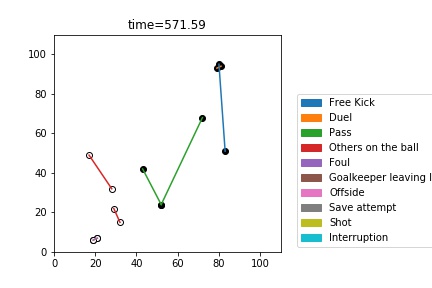 time=571.59
100
80
60
40
20
0
0 20 40 60 80 100
Free Kick
Duel
Pass
Others on the ball
Foul
Goalkeeper leaving l
Offside
Save attempt
Shot
Interruption